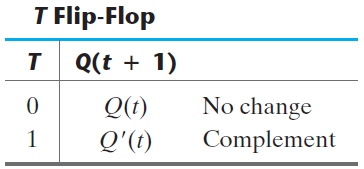 T Flip-Flop
T Q(t + 1)
0 Q(t) No change
1 Q′(t) Complement